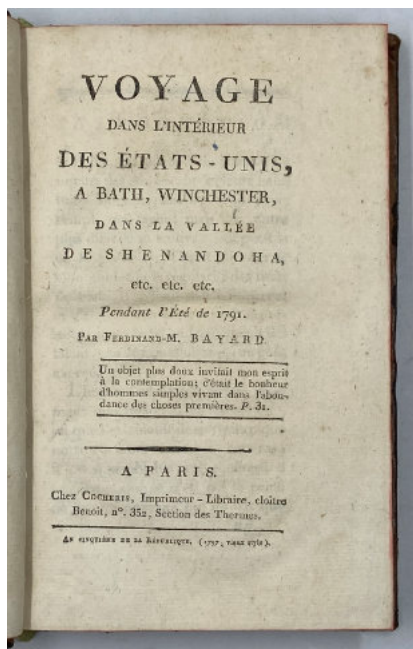 VOYAGE
DANS L'INTÉRIEUR
DES ÉTATS-UNIS,
A BATH, WINCHESTER,
DANS LA VALLÉE
DE SHENANDOHA,
etc. etc. etc.
Pendant l'Été de 1791.
PAR FERDINAND-M. BAYARD.
Un objet plus doux invitait mon esprit
à la contemplation; c'était le bonheur
d'hommes simples vivant dans l'abon-
dance des choses premières. P. 31.
A PARIS.
Chez COCHERIS, Imprimeur-Libraire, cloître
Benoit, n°. 352, Section des Thermes.
AN CINQUIÈME DE LA RÉPUBLIQUE. (1797,